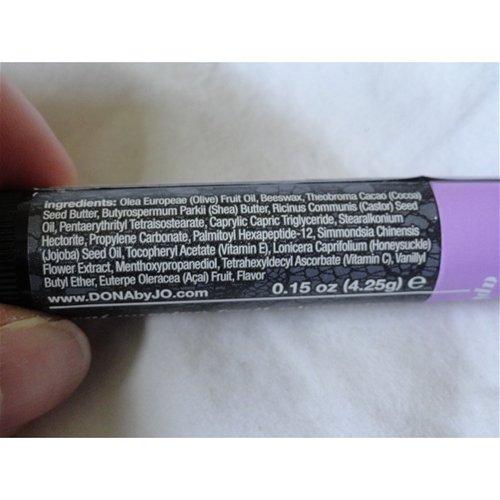 ingredients: Olea Europeae (Olive) Fruit Oil, Beeswax, Theobroma Cacao (Cocoa)
Seed Butter, Butyrospermum Parkii (Shea) Butter, Ricinus Communis (Castor) Seed
Oil, Pentaerythrityl Tetraisostearate, Caprylic Capric Triglyceride, Stearalkonium
Hectorite, Propylene Carbonate, Palmitoyl Hexapeptide-12, Simmondsia Chinensis
(Jojoba) Seed Oil, Tocopheryl Acetate (Vitamin E), Lonicera Caprifolium (Honeysuckle)
Flower Extract, Menthoxypropanediol, Tetrahexyldecyl Ascorbate (Vitamin C), Vanillyl
Butyl Ether, Euterpe Oleracea (Açai) Fruit, Flavor
www.DONAbyJO.com 0.15 oz (4.25g) e